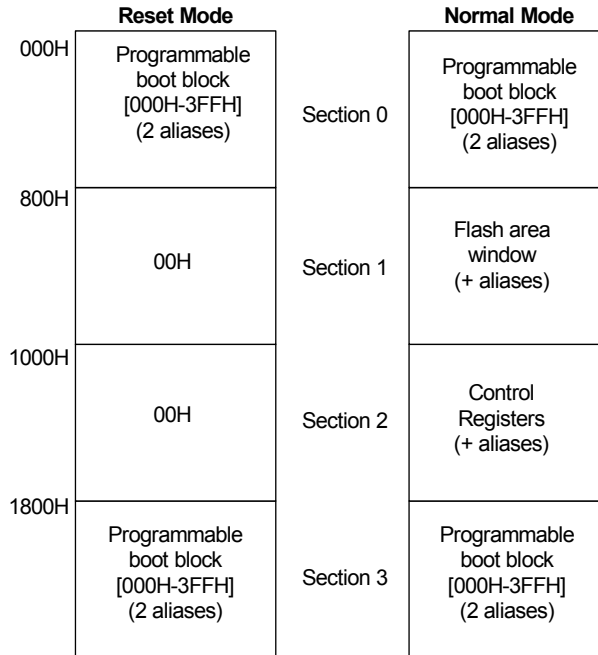 Reset Mode
Normal Mode
000H
Programmable
boot block
[000H-3FFH]
(2 aliases)
Section 0
Programmable
boot block
[000H-3FFH]
(2 aliases)
800H
00H
Section 1
Flash area
window
(+ aliases)
1000H
00H
Section 2
Control
Registers
(+ aliases)
1800H
Programmable
boot block
[000H-3FFH]
(2 aliases)
Section 3
Programmable
boot block
[000H-3FFH]
(2 aliases)